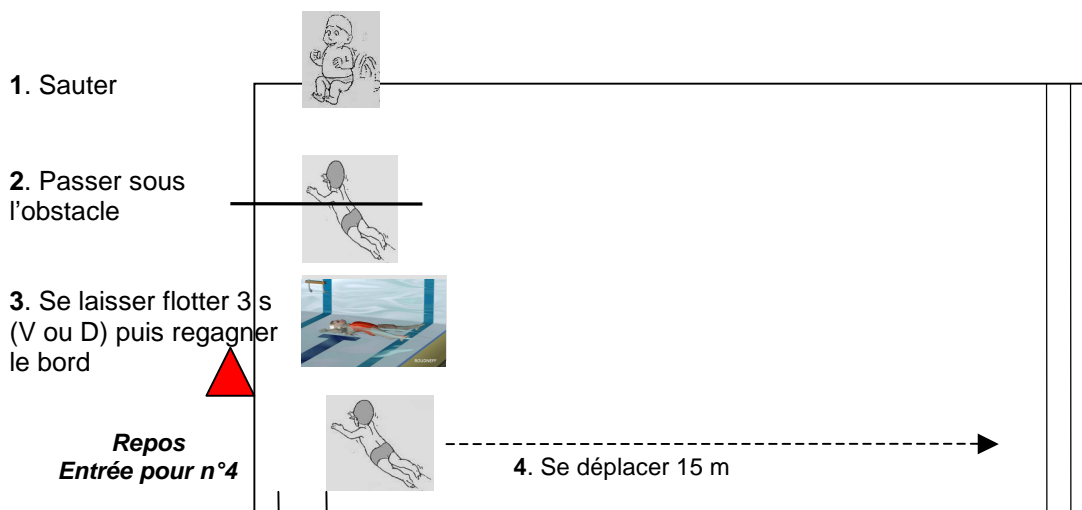 1. Sauter
2. Passer sous
l'obstacle
3. Se laisser flotter 3 s
(V ou D) puis regagner
le bord
Repos
Entrée pour n°4
4. Se déplacer 15 m